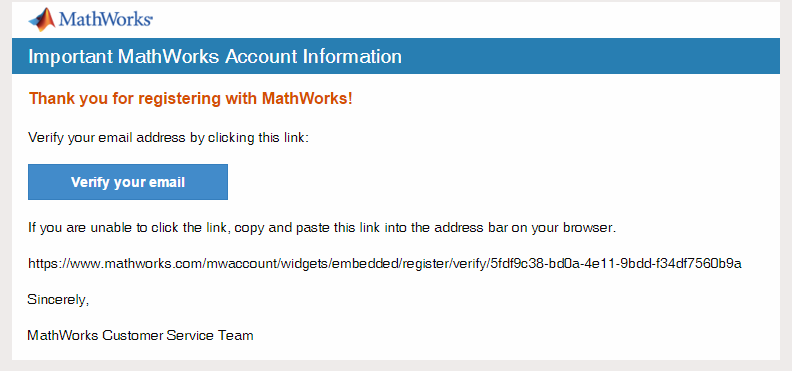 MathWorks®
Important MathWorks Account Information
Thank you for registering with MathWorks!
Verify your email address by clicking this link:
Verify your email
If you are unable to click the link, copy and paste this link into the address bar on your browser.
https://www.mathworks.com/mwaccount/widgets/embedded/register/verify/5fdf9c38-bd0a-4e11-9bdd-f34df7560b9a
Sincerely,
MathWorks Customer Service Team